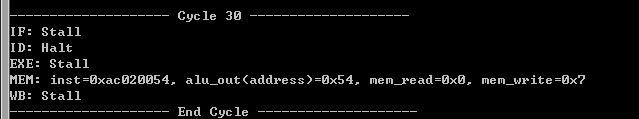 -------------------- Cycle 30 --------------------
IF: Stall
ID: Halt
EXE: Stall
MEM: inst=0xac020054, alu_out(address)=0x54, mem_read=0x0, mem_write=0x7
WB: Stall
-------------------- End Cycle --------------------